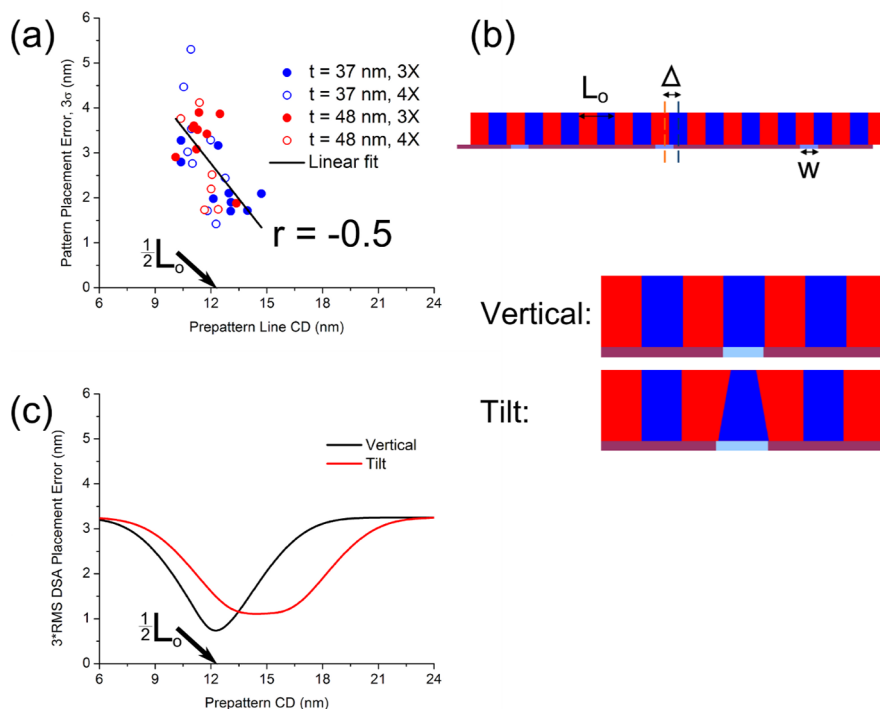 (a)
Pattern Placement Error, 3σ (nm)
6
5
4
3
2
1
0
t = 37 nm, 3X
t = 37 nm, 4X
t = 48 nm, 3X
t = 48 nm, 4X
Linear fit
r = -0.5
½Lₒ
6 9 12 15 18 21 24
Prepattern Line CD (nm)
(b)
Lₒ
Δ
w
Vertical:
Tilt:
(c)
3*RMS DSA Placement Error (nm)
6
5
4
3
2
1
0
Vertical
Tilt
½Lₒ
6 9 12 15 18 21 24
Prepattern CD (nm)